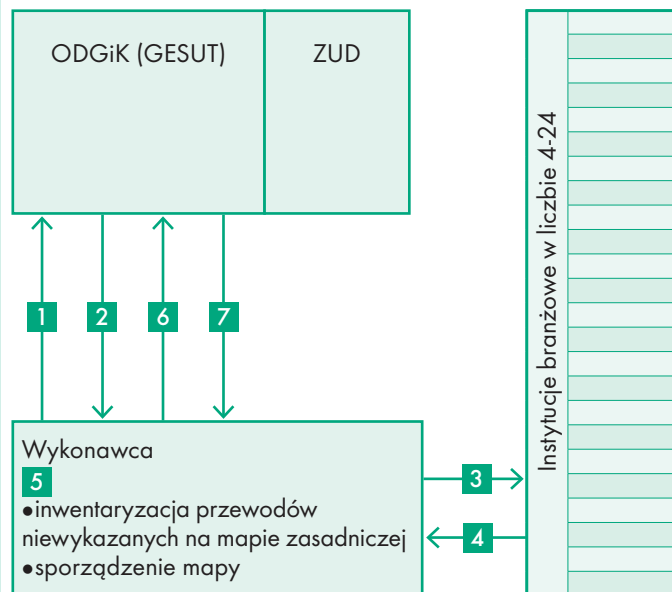 ODGiK (GESUT)
ZUD
Instytucje branżowe w liczbie 4-24
1
2
6
7
Wykonawca
5
•inwentaryzacja przewodów
niewykazanych na mapie zasadniczej
•sporządzenie mapy
3
4